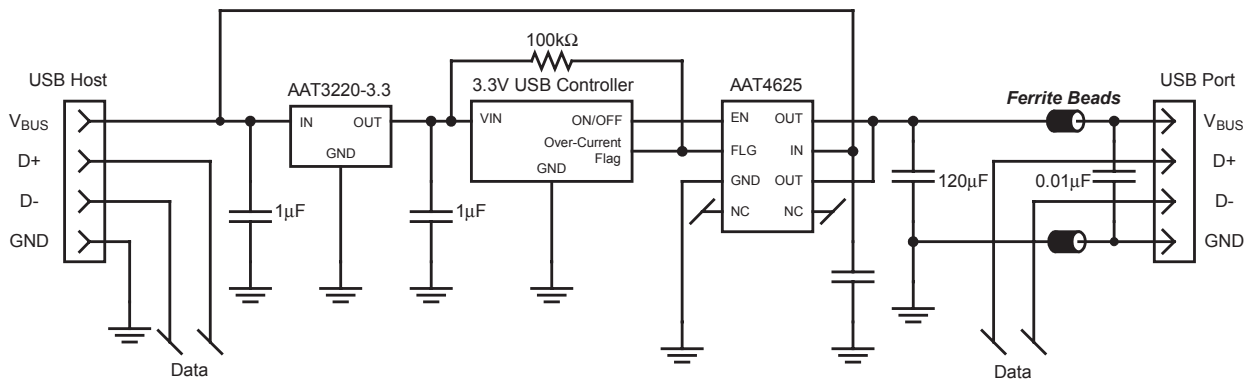 100kΩ
USB Host
AAT3220-3.3
3.3V USB Controller
AAT4625
Ferrite Beads
USB Port
VBUS
D+
D-
GND
IN
OUT
GND
VIN
ON/OFF
Over-Current
Flag
GND
EN
FLG
GND
NC
OUT
IN
OUT
NC
VBUS
D+
D-
GND
1μF
1μF
120μF
0.01μF
Data
Data